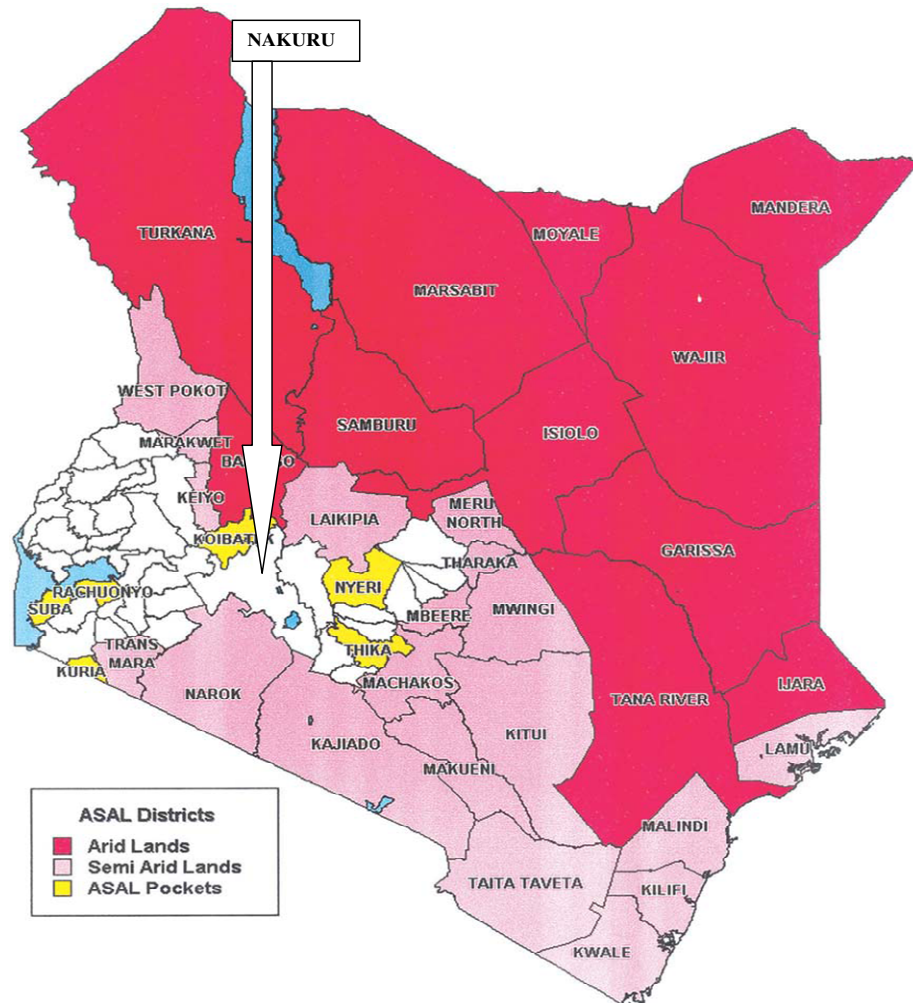 NAKURU
MANDERA
TURKANA
MOYALE
MARSABIT
WAJIR
WEST POKOT
SAMBURU
ISIOLO
MARAKWET
KEIYO
LAIKIPIA
MERU
NORTH
KOIBATEK
GARISSA
THARAKA
NYERI
RACHUONYO
SUBA
MBEERE
MWINGI
TRANS
MARA
THIKA
KURIA
MACHAKOS
NAROK
IJARA
TANA RIVER
KITUI
KAJIADO
LAMU
MAKUENI
MALINDI
TAITA TAVETA
KILIFI
KWALE
ASAL Districts
Arid Lands
Semi Arid Lands
ASAL Pockets